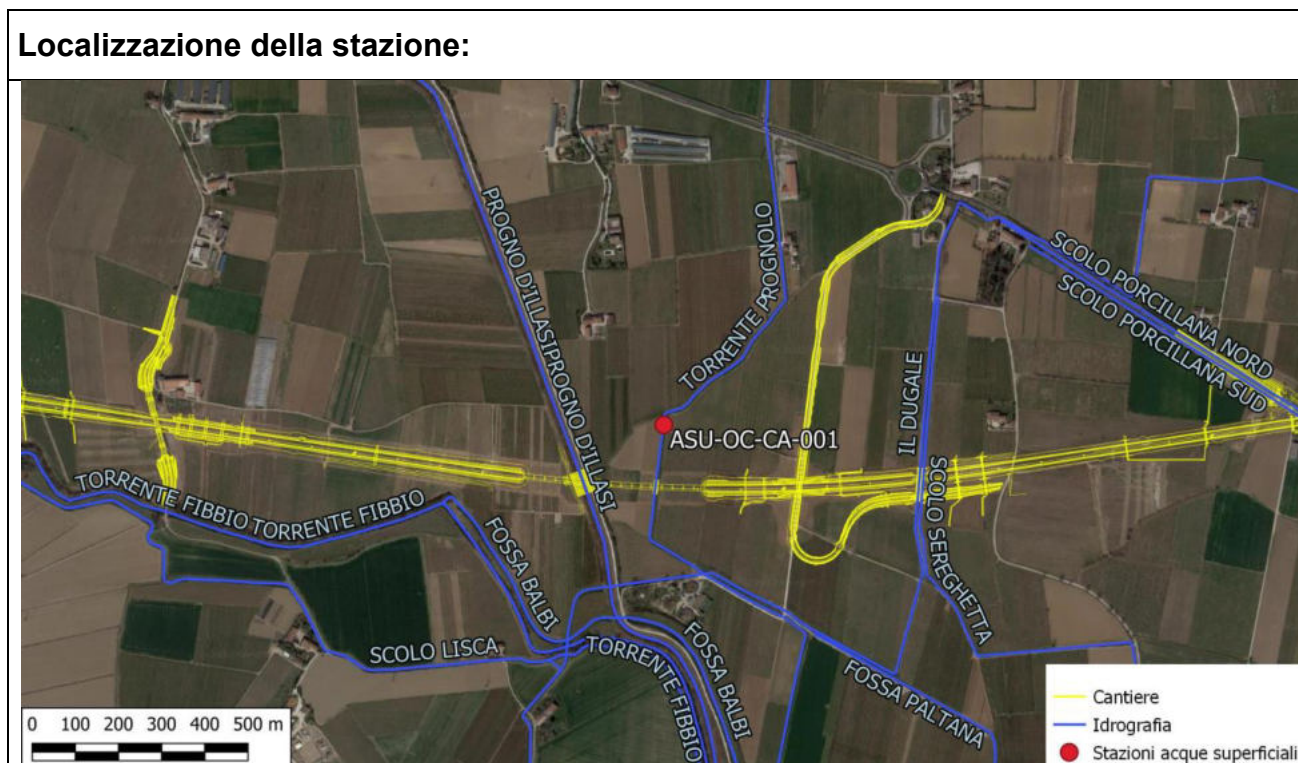 Localizzazione della stazione:
PROGNO D'ILLASIPROGNO D'ILLASI
TORRENTE PROGNOLO
SCOLO PORCILLANA NORD
SCOLO PORCILLANA SUD
IL DUGALE
ASU-OC-CA-001
SCOLO SEREGHETTA
TORRENTE FIBBIO TORRENTE FIBBIO
FOSSA BALBI
SCOLO LISCA
TORRENTE FIBBIO
FOSSA BALBI
FOSSA PALTANA
0 100 200 300 400 500 m
Cantiere
Idrografia
Stazioni acque superficiali